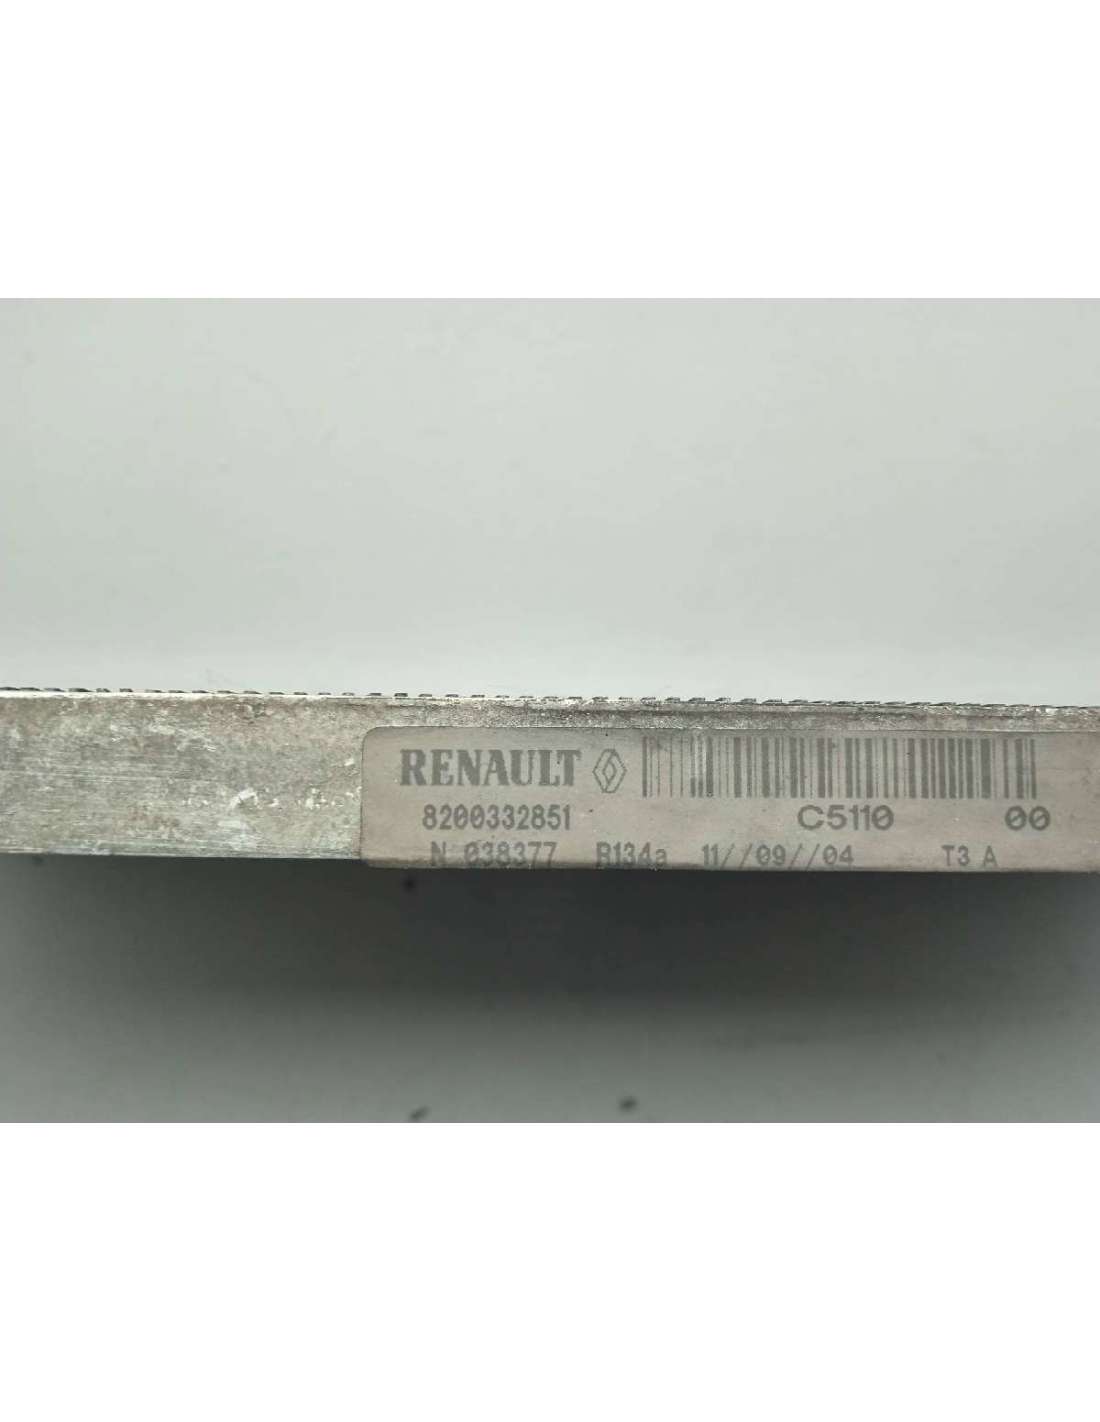 RENAULT
8200332851 C5110 00
N 038377 R134a 11//09//04 T3 A